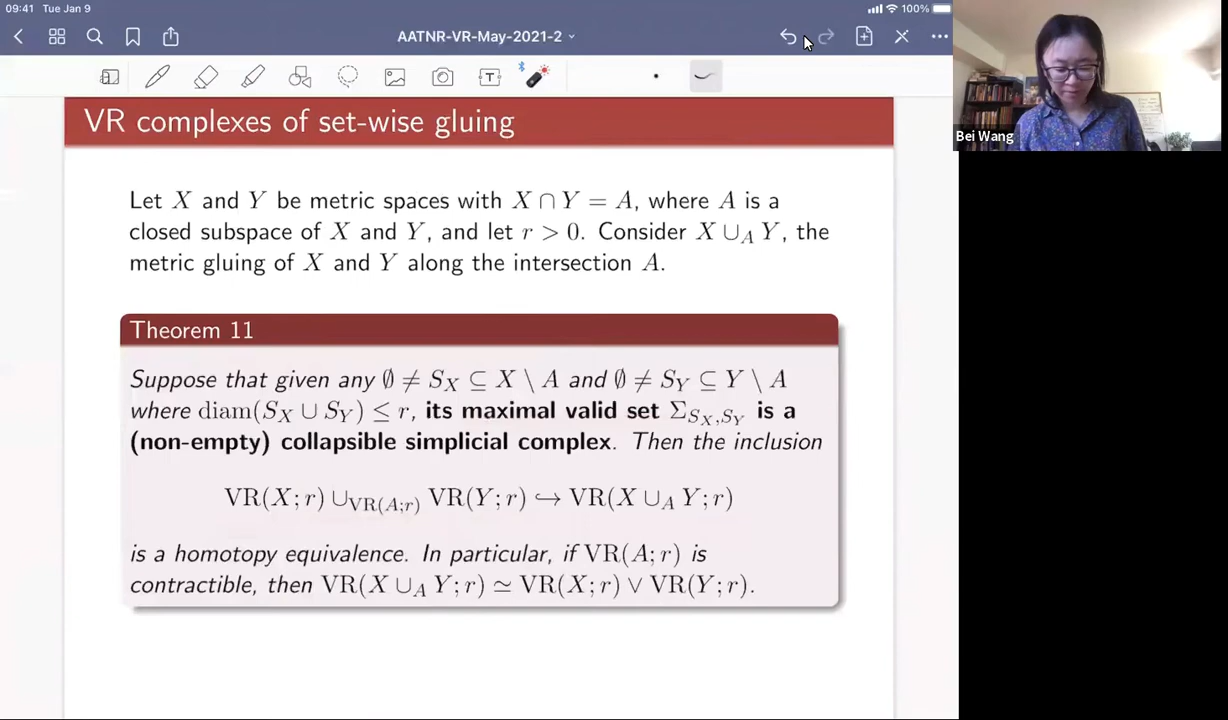 09:41 Tue Jan 9
100%
AATNR-VR-May-2021-2
T
Bei Wang
VR complexes of set-wise gluing
Let X and Y be metric spaces with X ∩ Y = A, where A is a
closed subspace of X and Y, and let r > 0. Consider X ∪_A Y, the
metric gluing of X and Y along the intersection A.
Theorem 11
Suppose that given any ∅ ≠ S_X ⊆ X \ A and ∅ ≠ S_Y ⊆ Y \ A
where diam(S_X ∪ S_Y) ≤ r, its maximal valid set Σ_{S_X,S_Y} is a
(non-empty) collapsible simplicial complex. Then the inclusion
VR(X; r) ∪_{VR(A;r)} VR(Y; r) ↪ VR(X ∪_A Y; r)
is a homotopy equivalence. In particular, if VR(A; r) is
contractible, then VR(X ∪_A Y; r) ≃ VR(X; r) ∨ VR(Y; r).